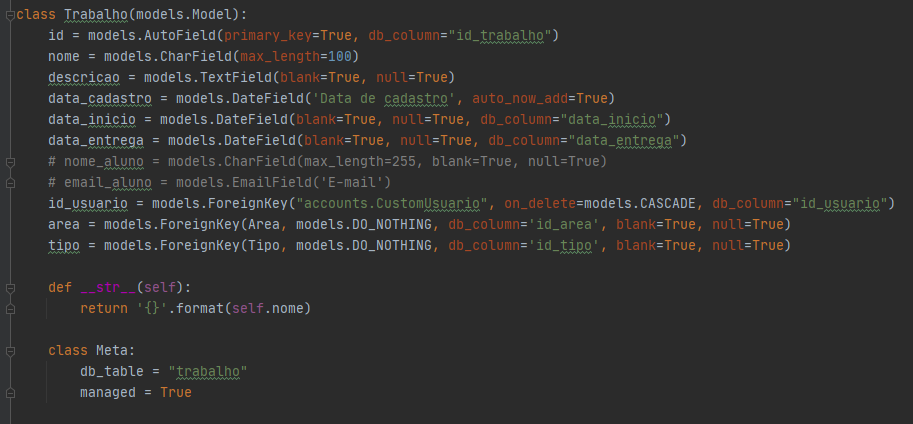 class Trabalho(models.Model):
    id = models.AutoField(primary_key=True, db_column="id_trabalho")
    nome = models.CharField(max_length=100)
    descricao = models.TextField(blank=True, null=True)
    data_cadastro = models.DateField('Data de cadastro', auto_now_add=True)
    data_inicio = models.DateField(blank=True, null=True, db_column="data_inicio")
    data_entrega = models.DateField(blank=True, null=True, db_column="data_entrega")
    # nome_aluno = models.CharField(max_length=255, blank=True, null=True)
    # email_aluno = models.EmailField('E-mail')
    id_usuario = models.ForeignKey("accounts.CustomUsuario", on_delete=models.CASCADE, db_column="id_usuario")
    area = models.ForeignKey(Area, models.DO_NOTHING, db_column='id_area', blank=True, null=True)
    tipo = models.ForeignKey(Tipo, models.DO_NOTHING, db_column='id_tipo', blank=True, null=True)

    def __str__(self):
        return '{}'.format(self.nome)

    class Meta:
        db_table = "trabalho"
        managed = True